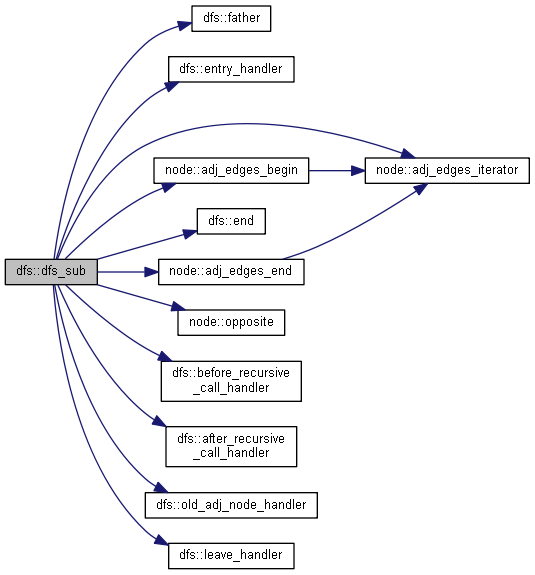 dfs::father
dfs::entry_handler
node::adj_edges_begin
node::adj_edges_iterator
dfs::end
dfs::dfs_sub
node::adj_edges_end
node::opposite
dfs::before_recursive
_call_handler
dfs::after_recursive
_call_handler
dfs::old_adj_node_handler
dfs::leave_handler